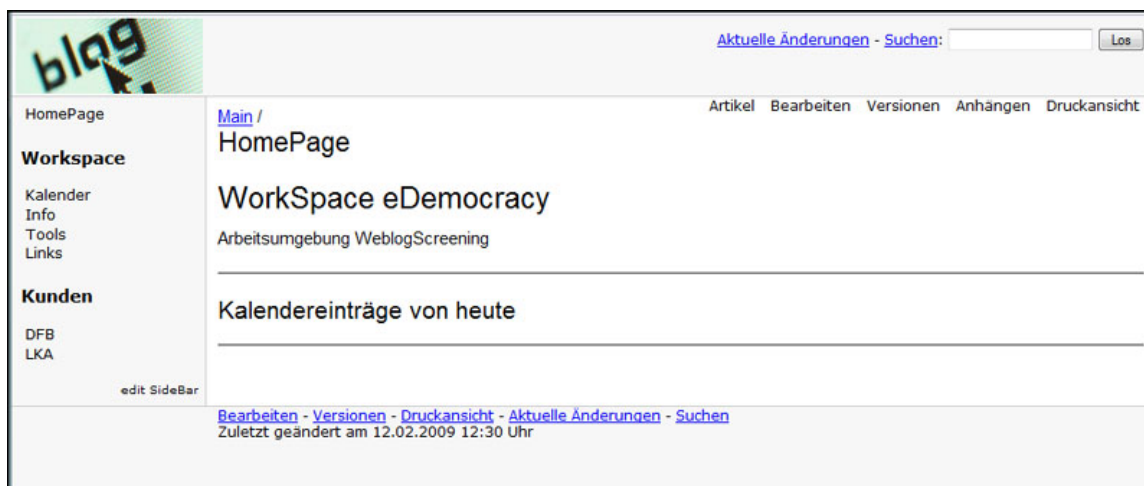 blog
Aktuelle Änderungen - Suchen: Los
Artikel Bearbeiten Versionen Anhängen Druckansicht
HomePage
Workspace
Kalender
Info
Tools
Links
Kunden
DFB
LKA
edit SideBar
Main /
HomePage
WorkSpace eDemocracy
Arbeitsumgebung WeblogScreening
Kalendereinträge von heute
Bearbeiten - Versionen - Druckansicht - Aktuelle Änderungen - Suchen
Zuletzt geändert am 12.02.2009 12:30 Uhr